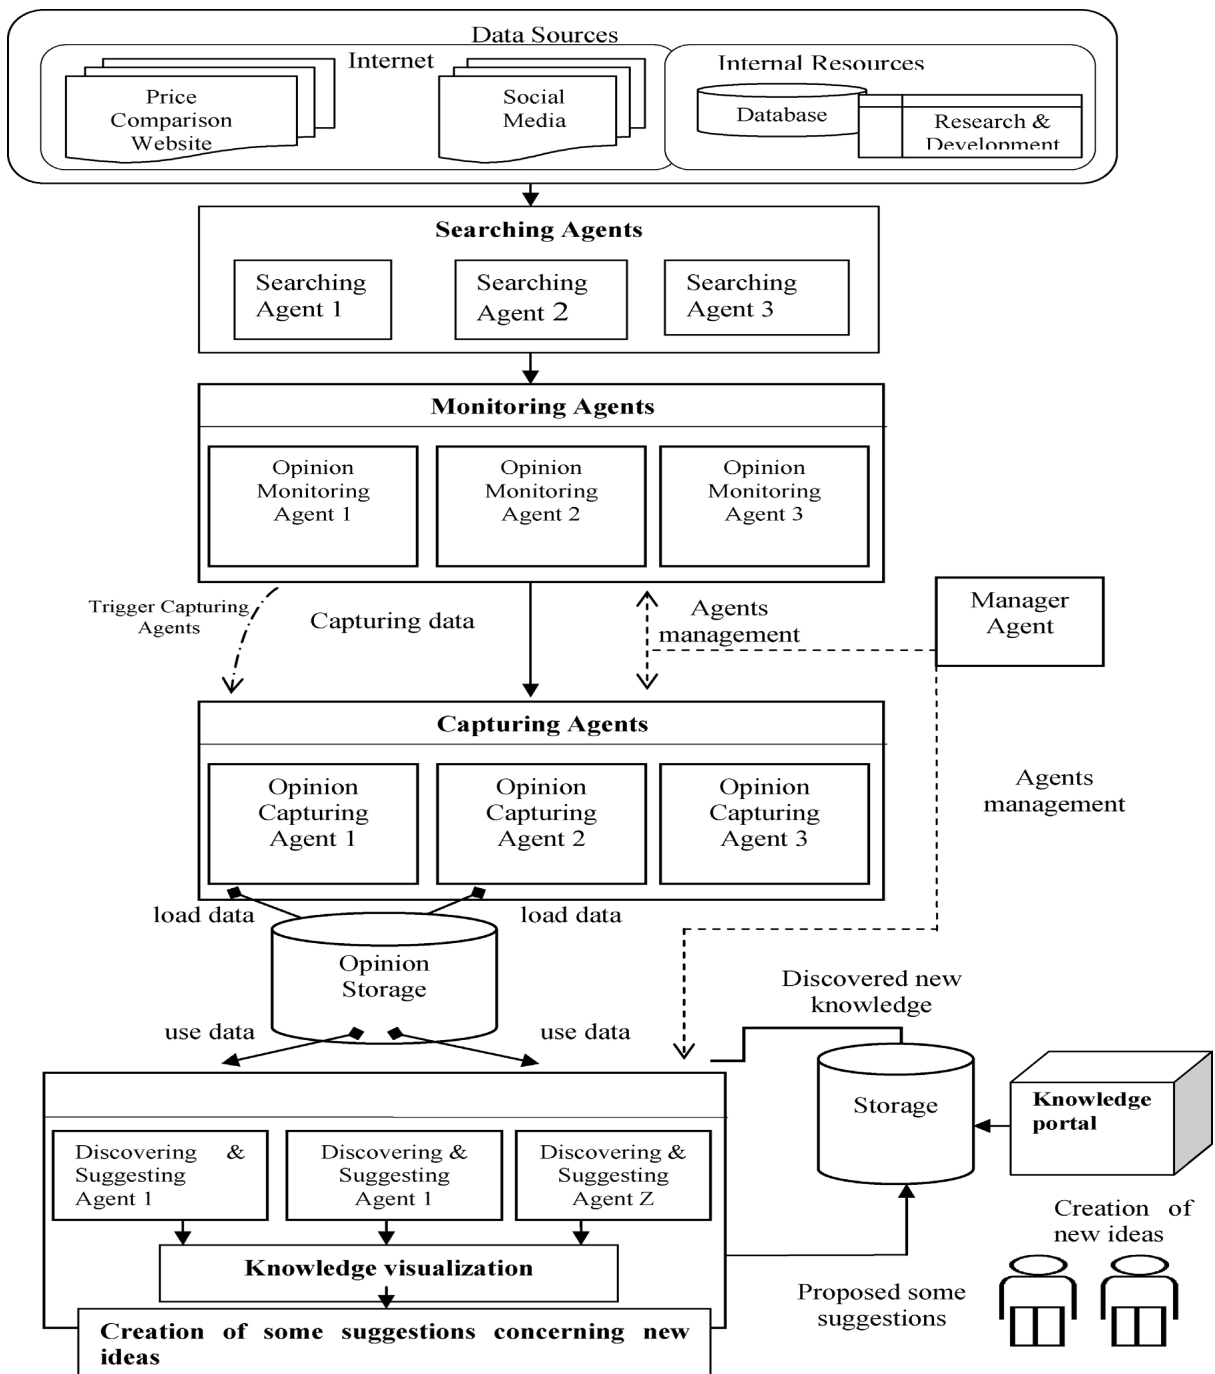 Data Sources
Internet
Internal Resources
Price
Comparison
Website
Social
Media
Database
Research &
Development
Searching Agents
Searching
Agent 1
Searching
Agent 2
Searching
Agent 3
Monitoring Agents
Opinion
Monitoring
Agent 1
Opinion
Monitoring
Agent 2
Opinion
Monitoring
Agent 3
Trigger Capturing
Agents
Capturing data
Agents
management
Manager
Agent
Capturing Agents
Opinion
Capturing
Agent 1
Opinion
Capturing
Agent 2
Opinion
Capturing
Agent 3
Agents
management
load data
load data
Opinion
Storage
use data
use data
Discovered new
knowledge
Storage
Knowledge
portal
Discovering &
Suggesting
Agent 1
Discovering &
Suggesting
Agent 1
Discovering &
Suggesting
Agent Z
Knowledge visualization
Creation of some suggestions concerning new
ideas
Creation of
new ideas
Proposed some
suggestions